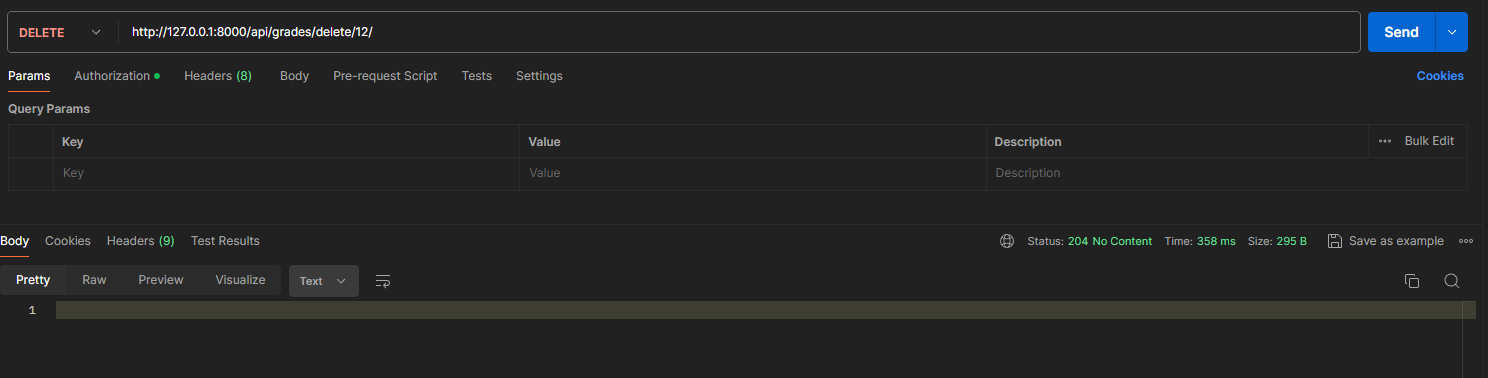 DELETE http://127.0.0.1:8000/api/grades/delete/12/ Send
Params Authorization Headers (8) Body Pre-request Script Tests Settings Cookies
Query Params
Key Value Description Bulk Edit
Key Value Description
Body Cookies Headers (9) Test Results Status: 204 No Content Time: 358 ms Size: 295 B Save as example
Pretty Raw Preview Visualize Text
1